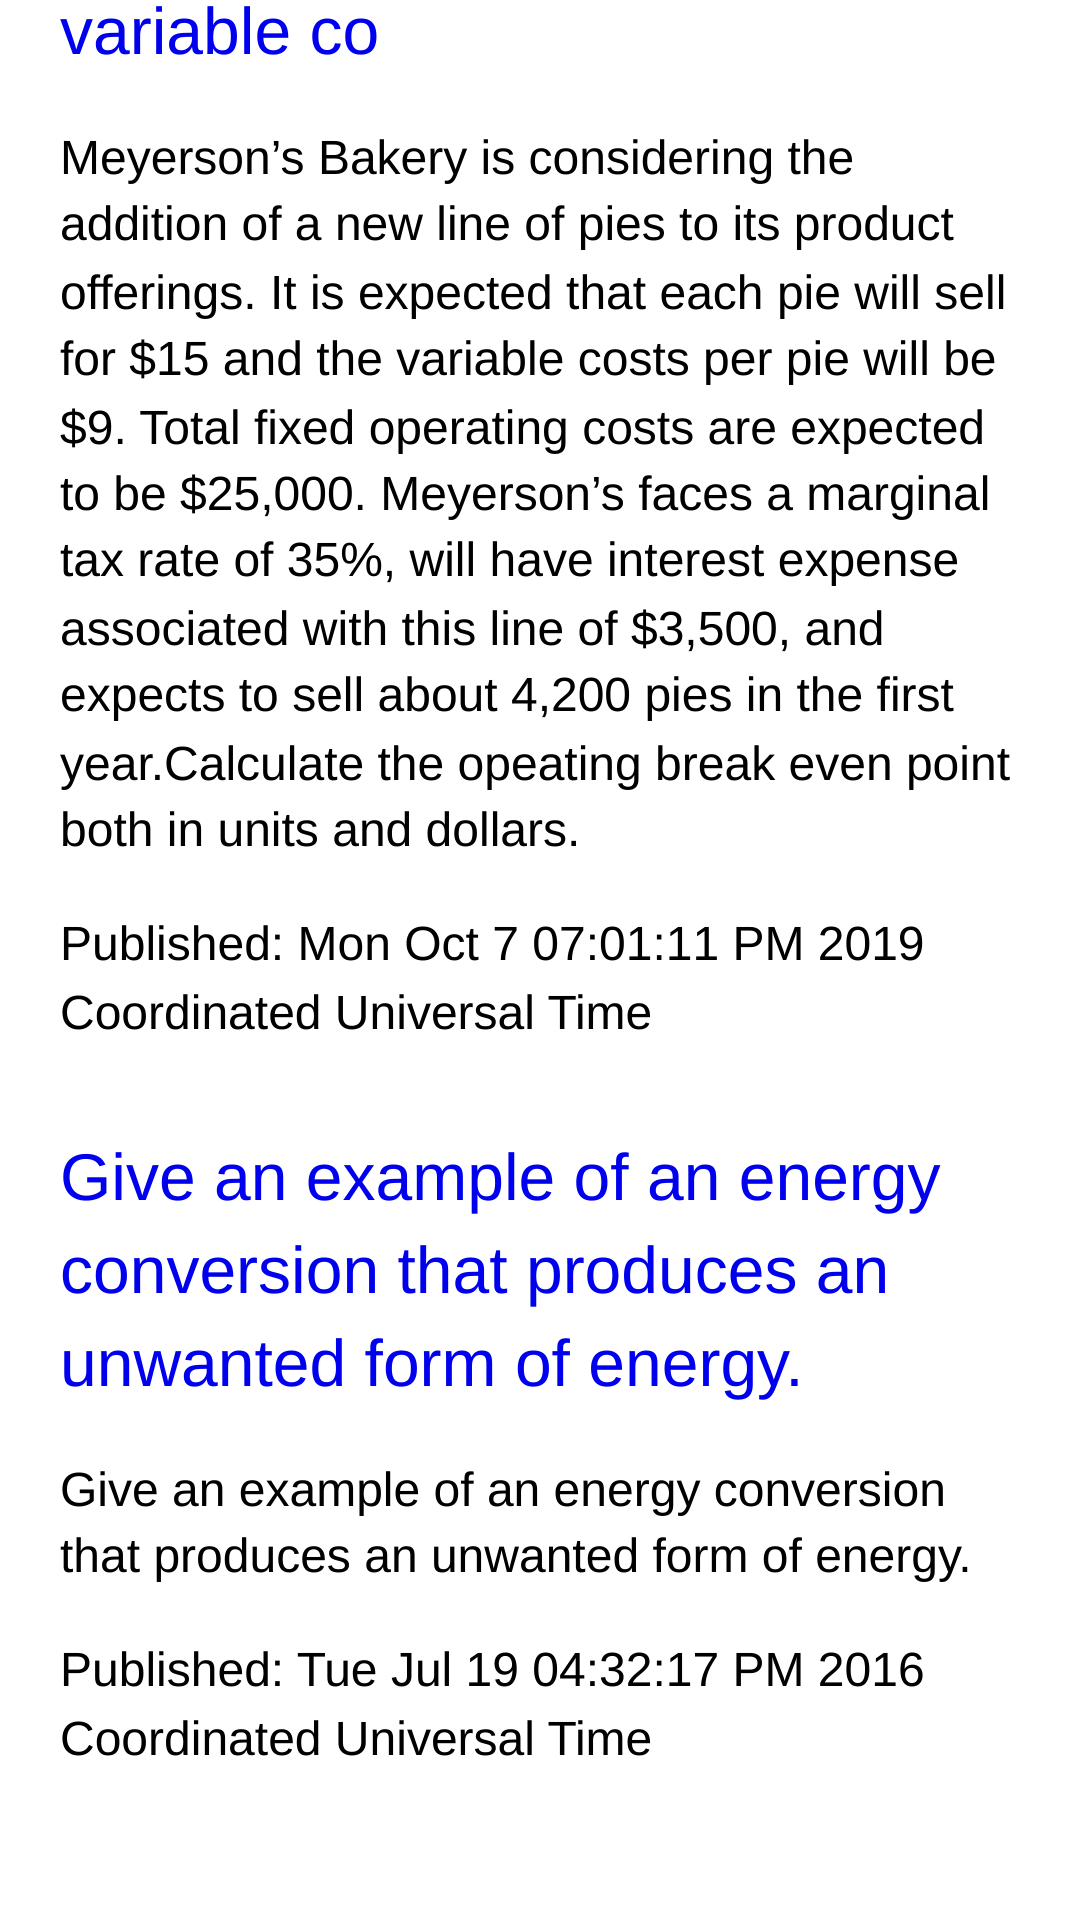 variable co
Meyerson’s Bakery is considering the
addition of a new line of pies to its product
offerings. It is expected that each pie will sell
for $15 and the variable costs per pie will be
$9. Total fixed operating costs are expected
to be $25,000. Meyerson’s faces a marginal
tax rate of 35%, will have interest expense
associated with this line of $3,500, and
expects to sell about 4,200 pies in the first
year.Calculate the opeating break even point
both in units and dollars.
Published: Mon Oct 7 07:01:11 PM 2019
Coordinated Universal Time
Give an example of an energy
conversion that produces an
unwanted form of energy.
Give an example of an energy conversion
that produces an unwanted form of energy.
Published: Tue Jul 19 04:32:17 PM 2016
Coordinated Universal Time